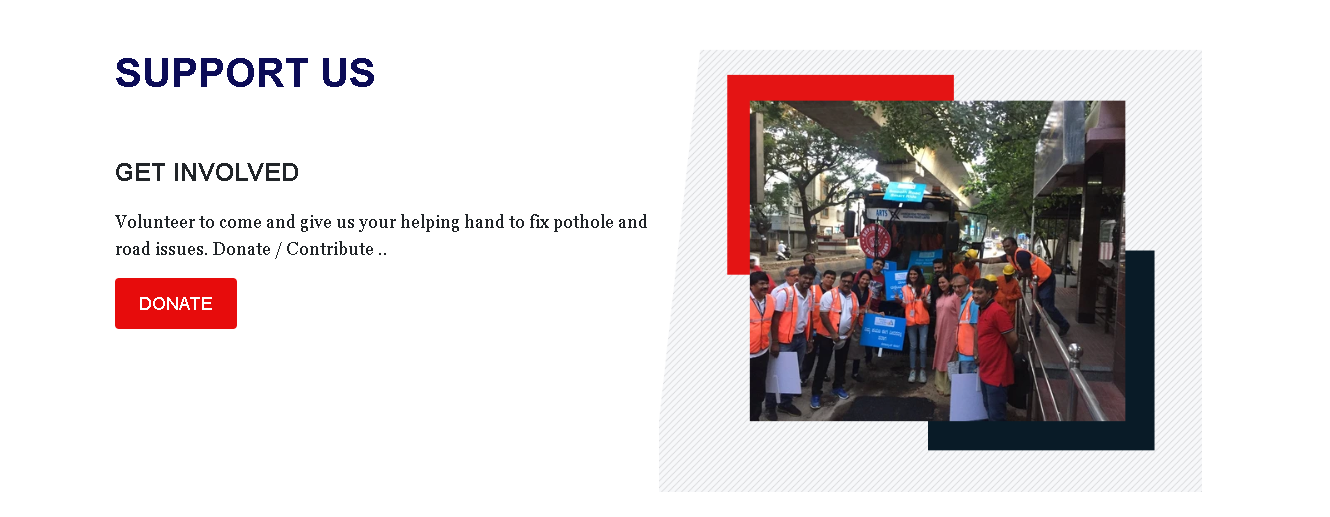 SUPPORT US
GET INVOLVED
Volunteer to come and give us your helping hand to fix pothole and
road issues. Donate / Contribute ..
DONATE